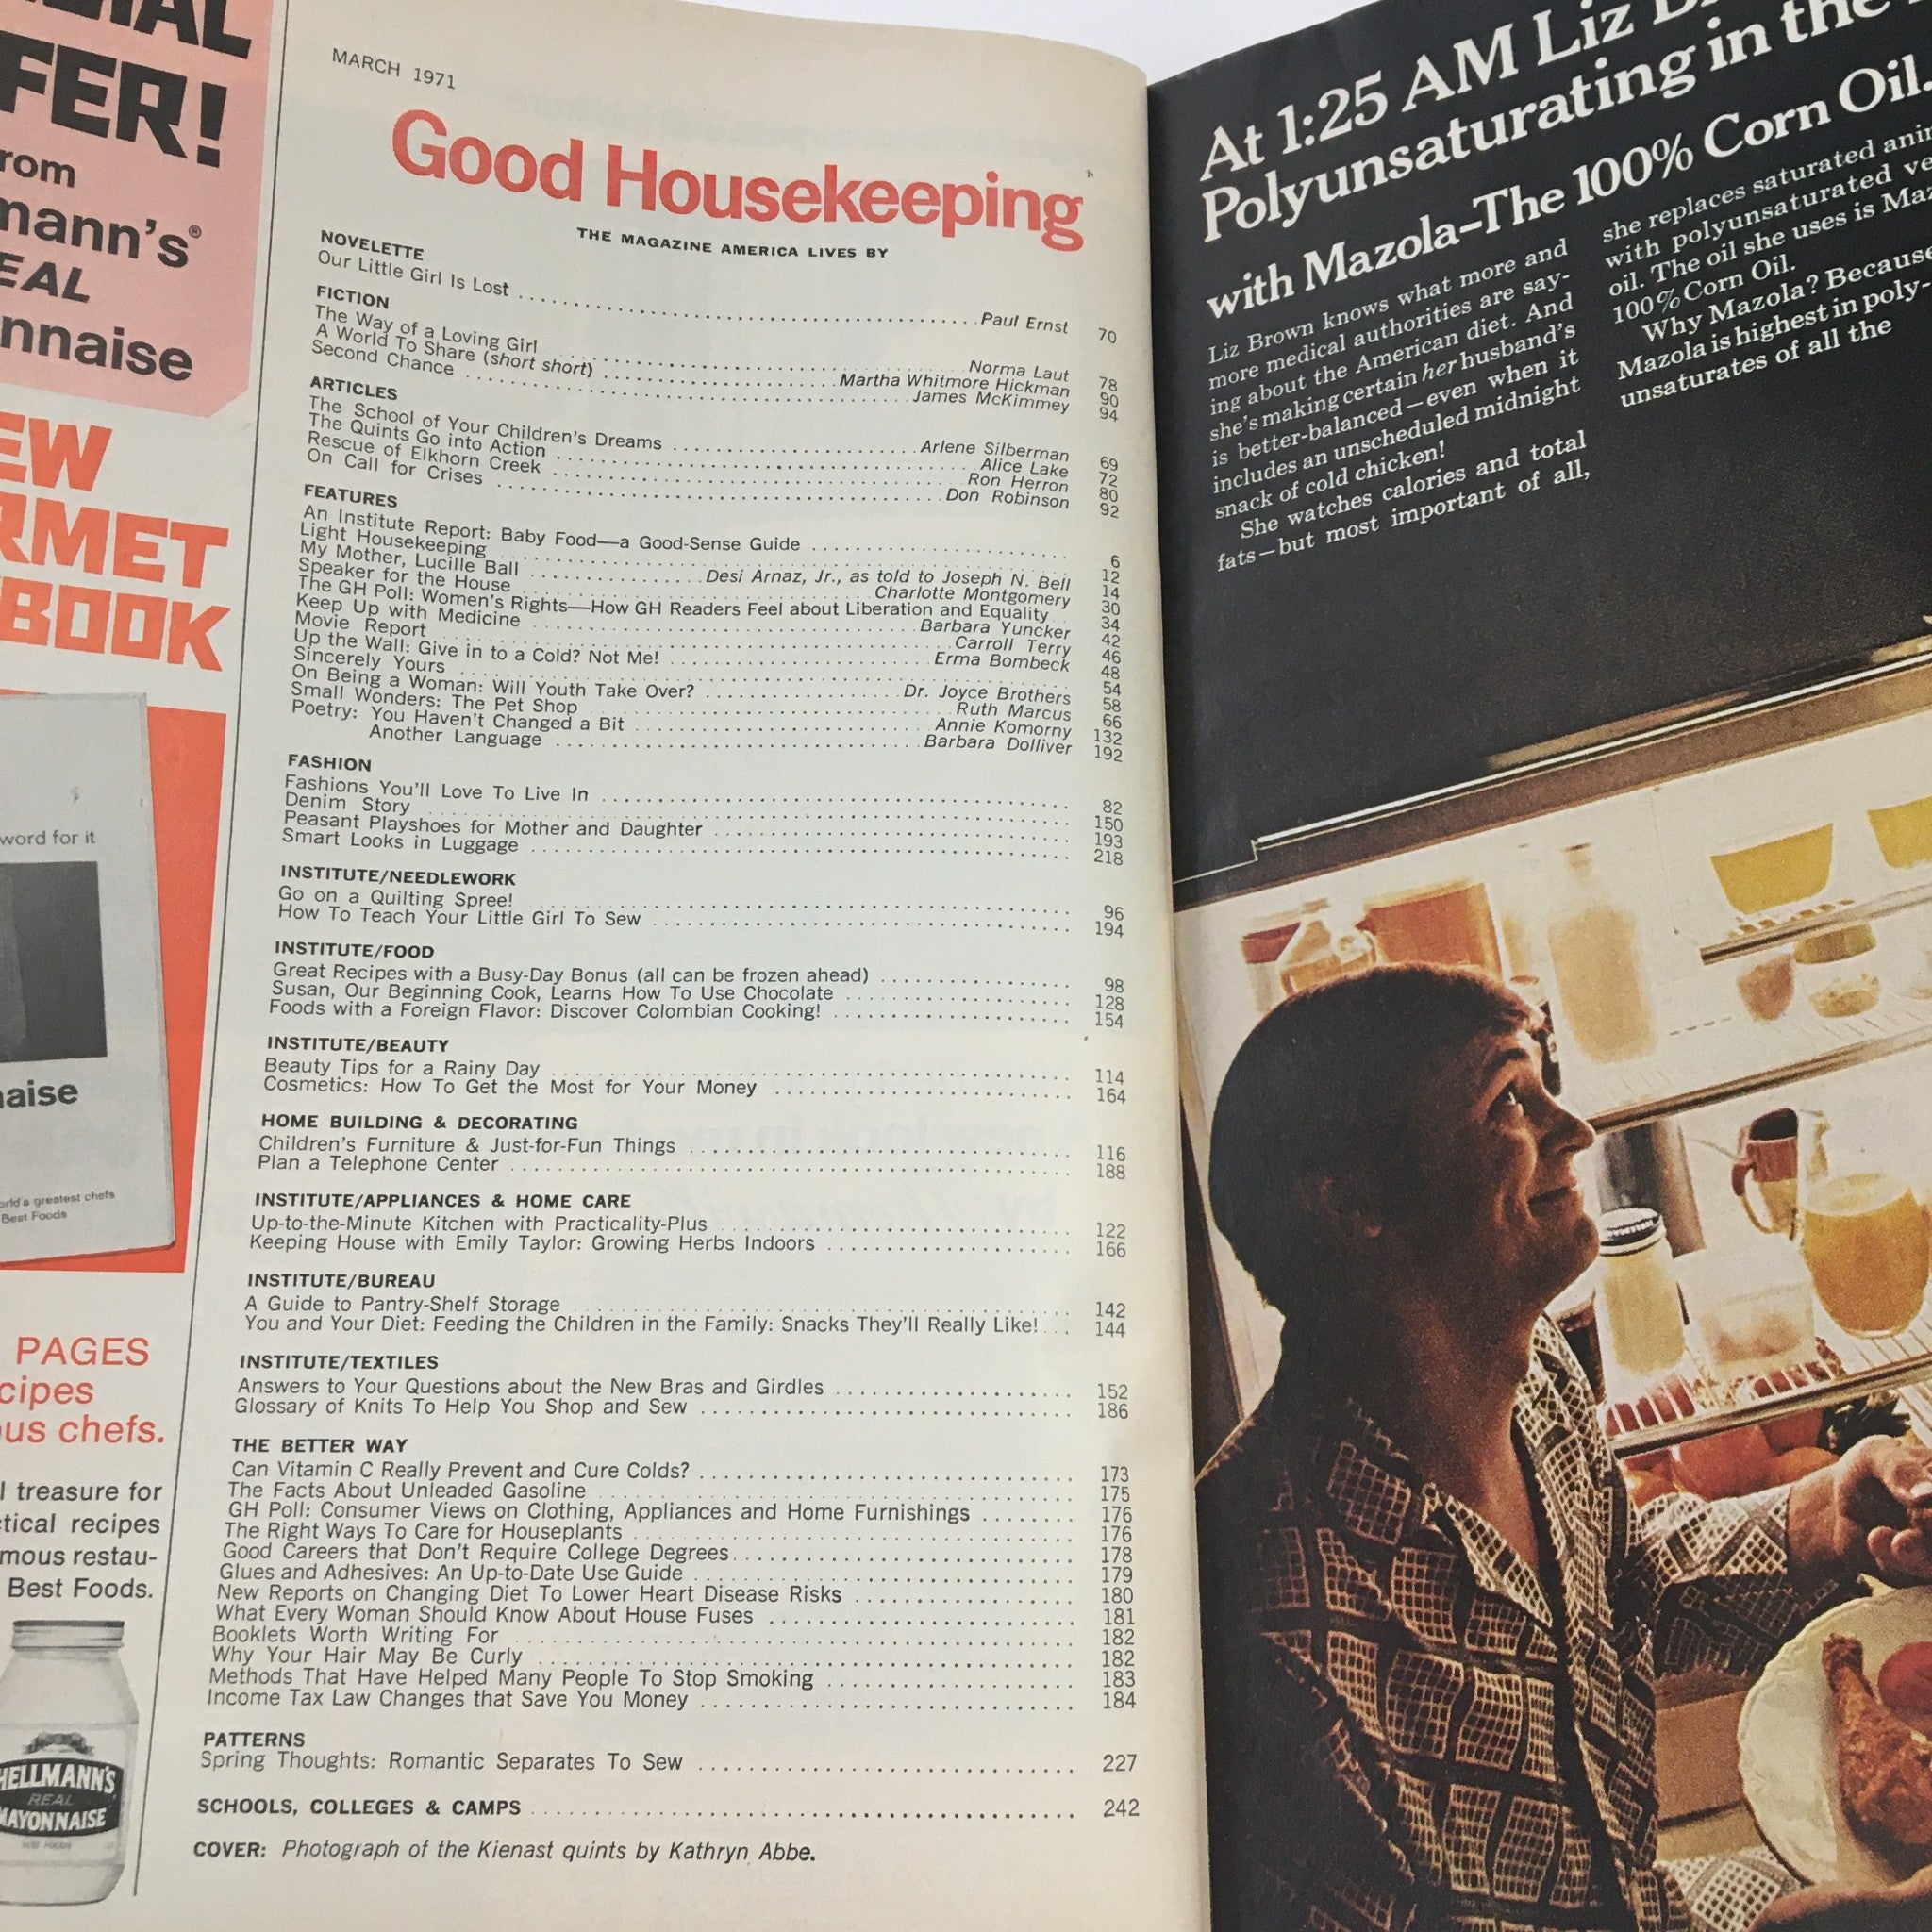 FER!
rom
mann's®
EAL
nnaise
EW
RMET
BOOK
word for it
naise
orld's greatest chefs
Best Foods
PAGES
cipes
us chefs.
l treasure for
ctical recipes
mous restau-
Best Foods.
HELLMANN'S
REAL
MAYONNAISE
MARCH 1971
Good Housekeeping
THE MAGAZINE AMERICA LIVES BY
NOVELETTE
Our Little Girl Is Lost Paul Ernst 70
FICTION
The Way of a Loving Girl Norma Laut 78
A World To Share (short short) Martha Whitmore Hickman 90
Second Chance James McKimmey 94
ARTICLES
The School of Your Children's Dreams Arlene Silberman 69
The Quints Go into Action Alice Lake 72
Rescue of Elkhorn Creek Ron Herron 80
On Call for Crises Don Robinson 92
FEATURES
An Institute Report: Baby Food—a Good-Sense Guide 6
Light Housekeeping 12
My Mother, Lucille Ball Desi Arnaz, Jr., as told to Joseph N. Bell 14
Speaker for the House Charlotte Montgomery 30
The GH Poll: Women's Rights—How GH Readers Feel about Liberation and Equality 34
Keep Up with Medicine Barbara Yuncker 42
Movie Report Carroll Terry 46
Up the Wall: Give in to a Cold? Not Me! Erma Bombeck 48
Sincerely Yours 54
On Being a Woman: Will Youth Take Over? Dr. Joyce Brothers 58
Small Wonders: The Pet Shop Ruth Marcus 66
Poetry: You Haven't Changed a Bit Annie Komorny 132
Another Language Barbara Dolliver 192
FASHION
Fashions You'll Love To Live In 82
Denim Story 150
Peasant Playshoes for Mother and Daughter 193
Smart Looks in Luggage 218
INSTITUTE/NEEDLEWORK
Go on a Quilting Spree! 96
How To Teach Your Little Girl To Sew 194
INSTITUTE/FOOD
Great Recipes with a Busy-Day Bonus (all can be frozen ahead) 98
Susan, Our Beginning Cook, Learns How To Use Chocolate 128
Foods with a Foreign Flavor: Discover Colombian Cooking! 154
INSTITUTE/BEAUTY
Beauty Tips for a Rainy Day 114
Cosmetics: How To Get the Most for Your Money 164
HOME BUILDING & DECORATING
Children's Furniture & Just-for-Fun Things 116
Plan a Telephone Center 188
INSTITUTE/APPLIANCES & HOME CARE
Up-to-the-Minute Kitchen with Practicality-Plus 122
Keeping House with Emily Taylor: Growing Herbs Indoors 166
INSTITUTE/BUREAU
A Guide to Pantry-Shelf Storage 142
You and Your Diet: Feeding the Children in the Family: Snacks They'll Really Like! 144
INSTITUTE/TEXTILES
Answers to Your Questions about the New Bras and Girdles 152
Glossary of Knits To Help You Shop and Sew 186
THE BETTER WAY
Can Vitamin C Really Prevent and Cure Colds? 173
The Facts About Unleaded Gasoline 175
GH Poll: Consumer Views on Clothing, Appliances and Home Furnishings 176
The Right Ways To Care for Houseplants 176
Good Careers that Don't Require College Degrees 178
Glues and Adhesives: An Up-to-Date Use Guide 179
New Reports on Changing Diet To Lower Heart Disease Risks 180
What Every Woman Should Know About House Fuses 181
Booklets Worth Writing For 182
Why Your Hair May Be Curly 182
Methods That Have Helped Many People To Stop Smoking 183
Income Tax Law Changes that Save You Money 184
PATTERNS
Spring Thoughts: Romantic Separates To Sew 227
SCHOOLS, COLLEGES & CAMPS 242
COVER: Photograph of the Kienast quints by Kathryn Abbe.
At 1:25 AM Liz
Polyunsaturating in the
with Mazola–The 100% Corn Oil.
Liz Brown knows what more and
more medical authorities are say-
ing about the American diet. And
she's making certain her husband's
is better-balanced—even when it
includes an unscheduled midnight
snack of cold chicken!
She watches calories and total
fats—but most important of all,
she replaces saturated
with polyunsaturated
oil. The oil she uses is
100% Corn Oil.
Why Mazola? Because
Mazola is highest in poly-
unsaturates of all the